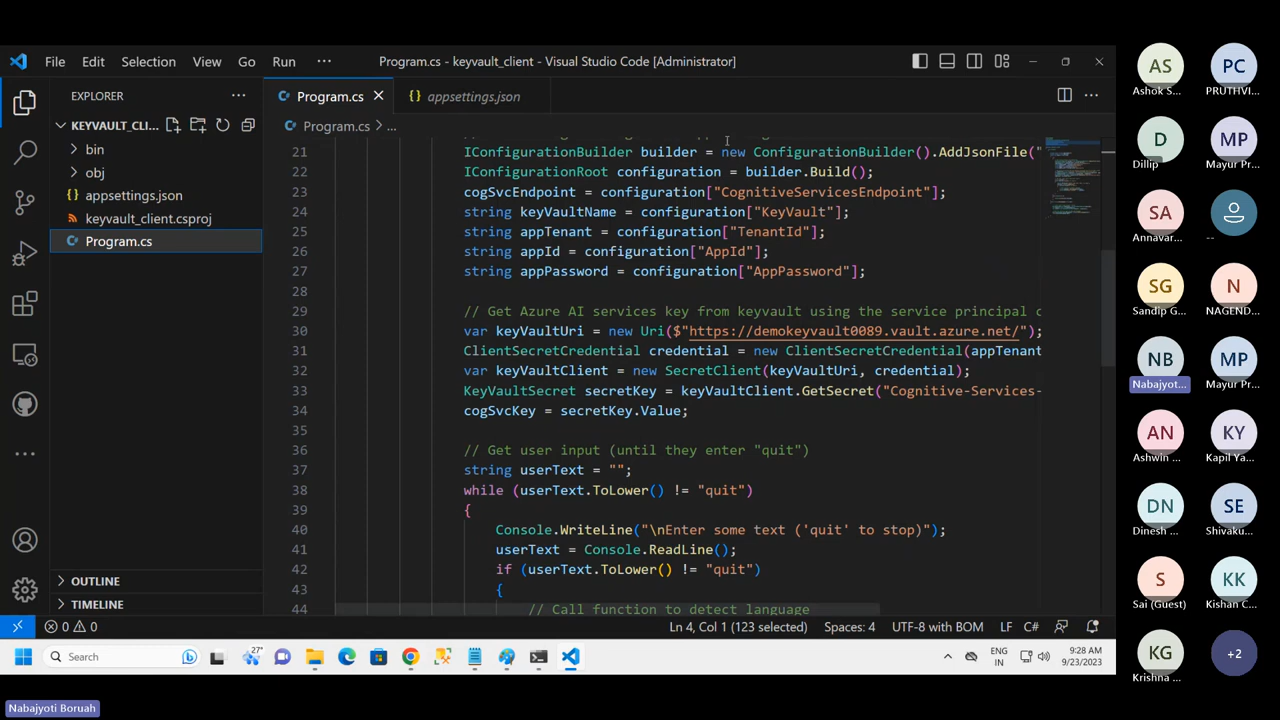 File Edit Selection View Go Run ··· Program.cs - keyvault_client - Visual Studio Code [Administrator]
EXPLORER ···
Program.cs
appsettings.json
Program.cs > ...
KEYVAULT_CLI...
bin
obj
appsettings.json
keyvault_client.csproj
Program.cs
OUTLINE
TIMELINE
21 IConfigurationBuilder builder = new ConfigurationBuilder().AddJsonFile("
22 IConfigurationRoot configuration = builder.Build();
23 cogSvcEndpoint = configuration["CognitiveServicesEndpoint"];
24 string keyVaultName = configuration["KeyVault"];
25 string appTenant = configuration["TenantId"];
26 string appId = configuration["AppId"];
27 string appPassword = configuration["AppPassword"];
28
29 // Get Azure AI services key from keyvault using the service principal c
30 var keyVaultUri = new Uri($"https://demokeyvault0089.vault.azure.net/");
31 ClientSecretCredential credential = new ClientSecretCredential(appTenant
32 var keyVaultClient = new SecretClient(keyVaultUri, credential);
33 KeyVaultSecret secretKey = keyVaultClient.GetSecret("Cognitive-Services-
34 cogSvcKey = secretKey.Value;
35
36 // Get user input (until they enter "quit")
37 string userText = "";
38 while (userText.ToLower() != "quit")
39 {
40 Console.WriteLine("\nEnter some text ('quit' to stop)");
41 userText = Console.ReadLine();
42 if (userText.ToLower() != "quit")
43 {
44 // Call function to detect language
0 0 Ln 4, Col 1 (123 selected) Spaces: 4 UTF-8 with BOM LF C#
Search
27°
ENG
IN
9:28 AM
9/23/2023
AS
Ashok S...
PC
PRUTHVI...
D
Dillip
MP
Mayur Pr...
SA
Annavar...
--
SG
Sandip G...
N
NAGEND...
NB
Nabajyot...
MP
Mayur Pr...
AN
Ashwin ...
KY
Kapil Ya...
DN
Dinesh ...
SE
Shivaku...
S
Sai (Guest)
KK
Kishan C...
KG
Krishna ...
+2
Nabajyoti Boruah